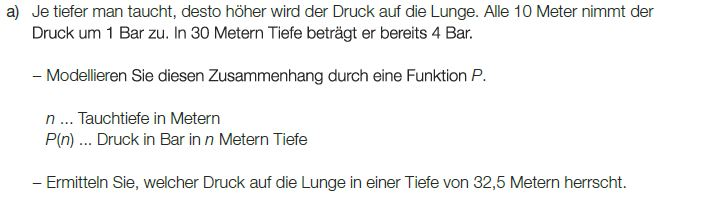 a) Je tiefer man taucht, desto höher wird der Druck auf die Lunge. Alle 10 Meter nimmt der
Druck um 1 Bar zu. In 30 Metern Tiefe beträgt er bereits 4 Bar.
– Modellieren Sie diesen Zusammenhang durch eine Funktion P.
n ... Tauchtiefe in Metern
P(n) ... Druck in Bar in n Metern Tiefe
– Ermitteln Sie, welcher Druck auf die Lunge in einer Tiefe von 32,5 Metern herrscht.